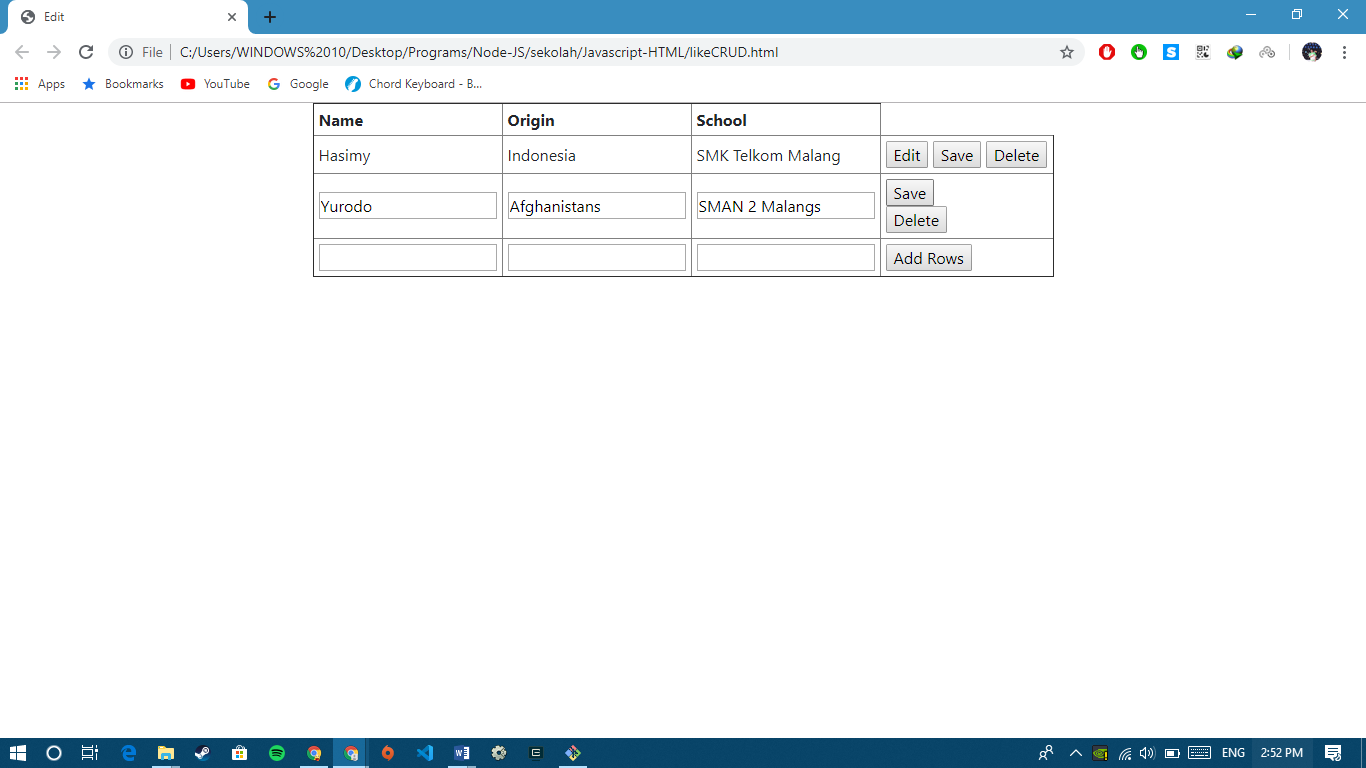 Edit
File C:/Users/WINDOWS%2010/Desktop/Programs/Node-JS/sekolah/Javascript-HTML/likeCRUD.html
Apps Bookmarks YouTube Google Chord Keyboard - B...
Name Origin School
Hasimy Indonesia SMK Telkom Malang Edit Save Delete
Yurodo Afghanistans SMAN 2 Malangs Save
Delete
Add Rows
ENG 2:52 PM